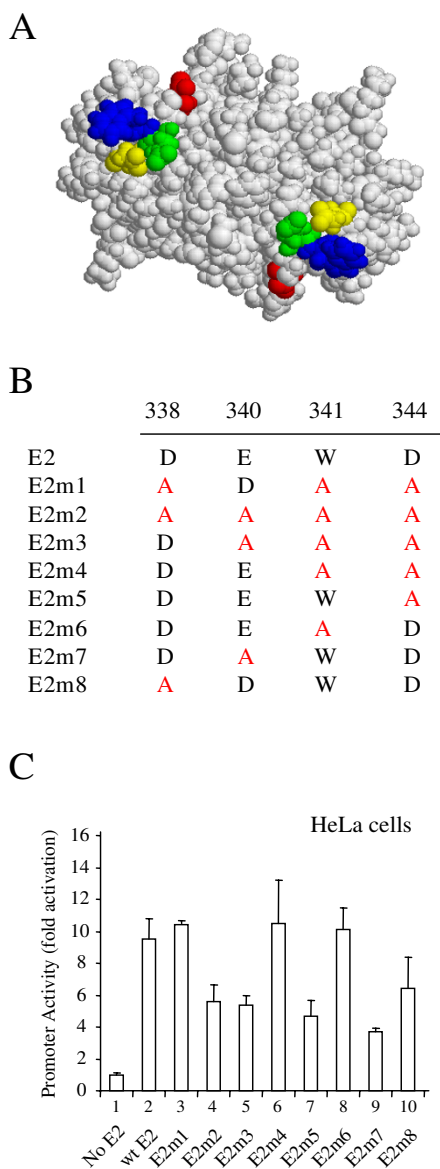 A
B
338 340 341 344
E2 D E W D
E2m1 A D A A
E2m2 A A A A
E2m3 D A A A
E2m4 D E A A
E2m5 D E W A
E2m6 D E A D
E2m7 D A W D
E2m8 A D W D
C
HeLa cells
Promoter Activity (fold activation)
16
14
12
10
8
6
4
2
0
1 2 3 4 5 6 7 8 9 10
No E2 wt E2 E2m1 E2m2 E2m3 E2m4 E2m5 E2m6 E2m7 E2m8